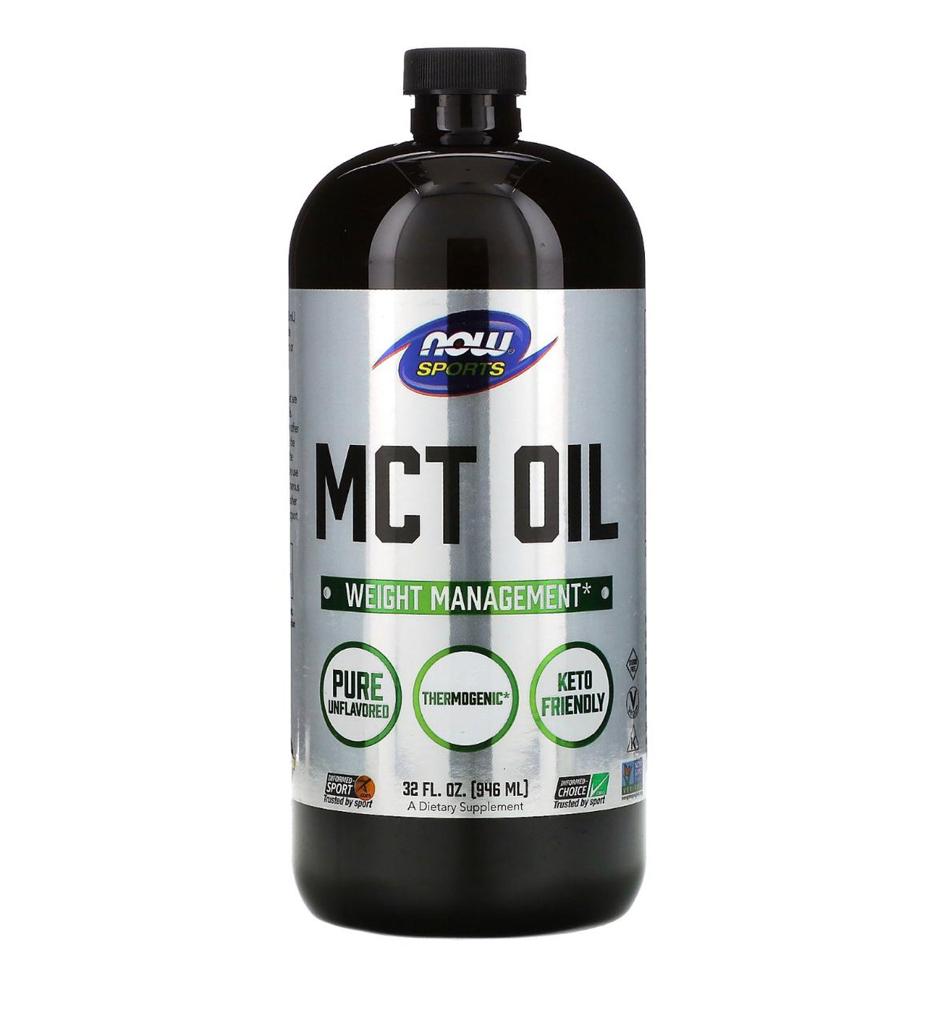 now
SPORTS
MCT OIL
WEIGHT MANAGEMENT*
PURE
UNFLAVORED
THERMOGENIC*
KETO
FRIENDLY
INFORMED-
SPORT
Trusted by sport
32 FL. OZ. (946 ML)
A Dietary Supplement
INFORMED-
CHOICE
Trusted by sport